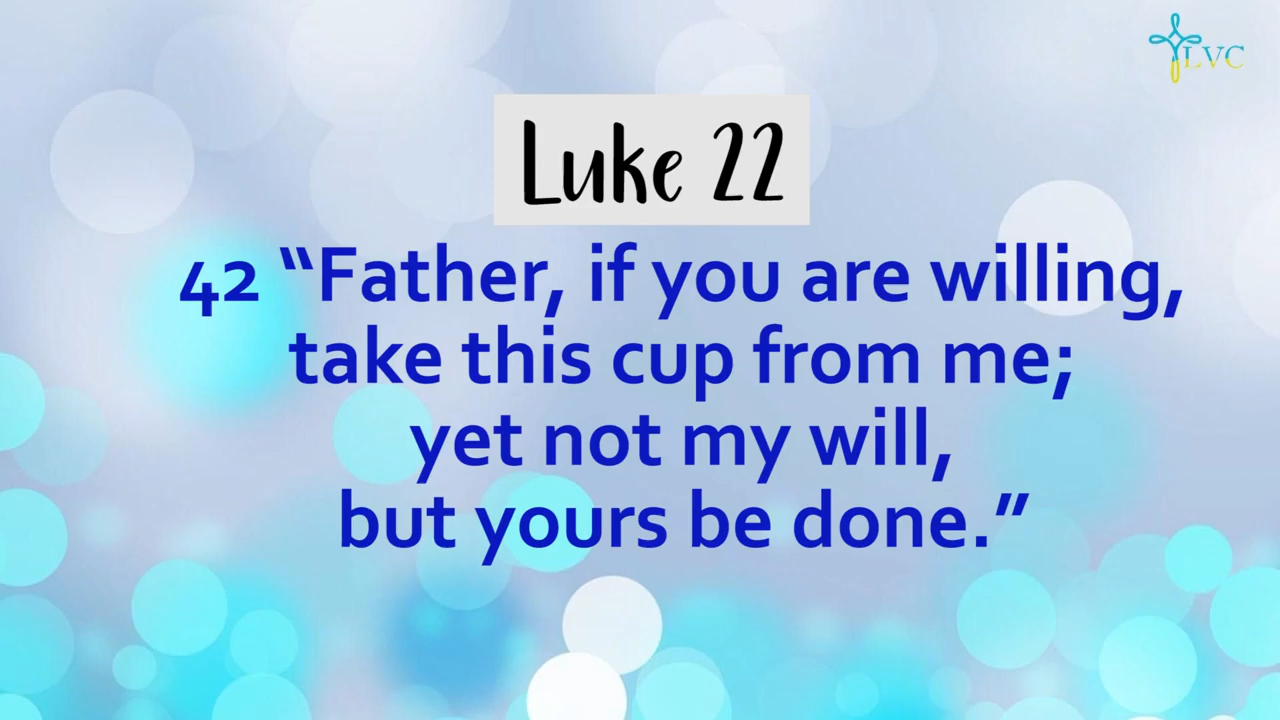 LVC
Luke 22
42 “Father, if you are willing,
take this cup from me;
yet not my will,
but yours be done.”